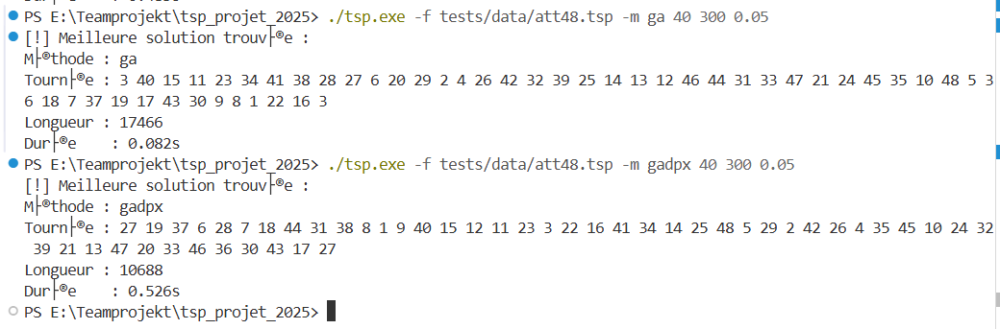 PS E:\Teamprojekt\tsp_projet_2025> ./tsp.exe -f tests/data/att48.tsp -m ga 40 300 0.05
[!] Meilleure solution trouv├®e :
M├®thode : ga
Tourn├®e : 3 40 15 11 23 34 41 38 28 27 6 20 29 2 4 26 42 32 39 25 14 13 12 46 44 31 33 47 21 24 45 35 10 48 5 3
6 18 7 37 19 17 43 30 9 8 1 22 16 3
Longueur : 17466
Dur├®e    : 0.082s
PS E:\Teamprojekt\tsp_projet_2025> ./tsp.exe -f tests/data/att48.tsp -m gadpx 40 300 0.05
[!] Meilleure solution trouv├®e :
M├®thode : gadpx
Tourn├®e : 27 19 37 6 28 7 18 44 31 38 8 1 9 40 15 12 11 23 3 22 16 41 34 14 25 48 5 29 2 42 26 4 35 45 10 24 32
 39 21 13 47 20 33 46 36 30 43 17 27
Longueur : 10688
Dur├®e    : 0.526s
PS E:\Teamprojekt\tsp_projet_2025>